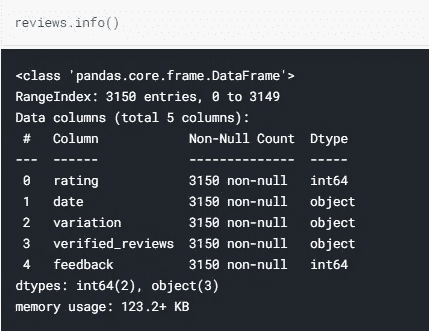 reviews.info()
<class 'pandas.core.frame.DataFrame'>
RangeIndex: 3150 entries, 0 to 3149
Data columns (total 5 columns):
 #   Column            Non-Null Count  Dtype
---  ------            --------------  -----
 0   rating            3150 non-null   int64
 1   date              3150 non-null   object
 2   variation         3150 non-null   object
 3   verified_reviews  3150 non-null   object
 4   feedback          3150 non-null   int64
dtypes: int64(2), object(3)
memory usage: 123.2+ KB